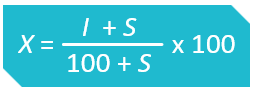 X = I + S / 100 + S x 100